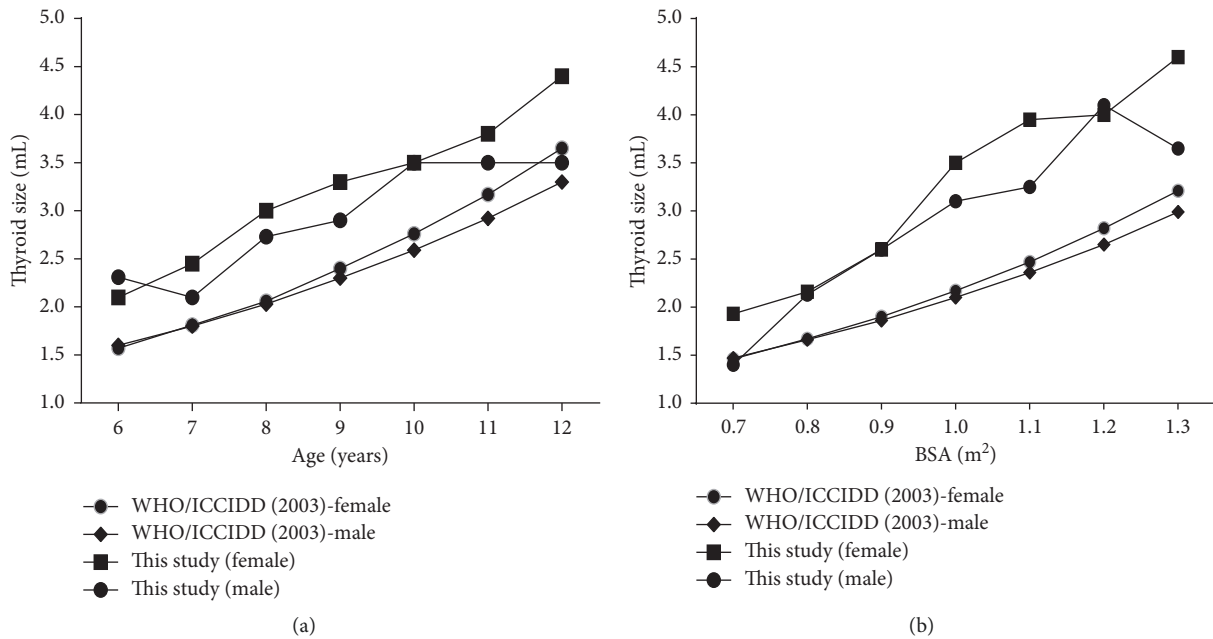 5.0
4.5
4.0
3.5
3.0
2.5
2.0
1.5
1.0
Thyroid size (mL)
6 7 8 9 10 11 12
Age (years)
WHO/ICCIDD (2003)-female
WHO/ICCIDD (2003)-male
This study (female)
This study (male)
(a)
5.0
4.5
4.0
3.5
3.0
2.5
2.0
1.5
1.0
Thyroid size (mL)
0.7 0.8 0.9 1.0 1.1 1.2 1.3
BSA (m²)
WHO/ICCIDD (2003)-female
WHO/ICCIDD (2003)-male
This study (female)
This study (male)
(b)